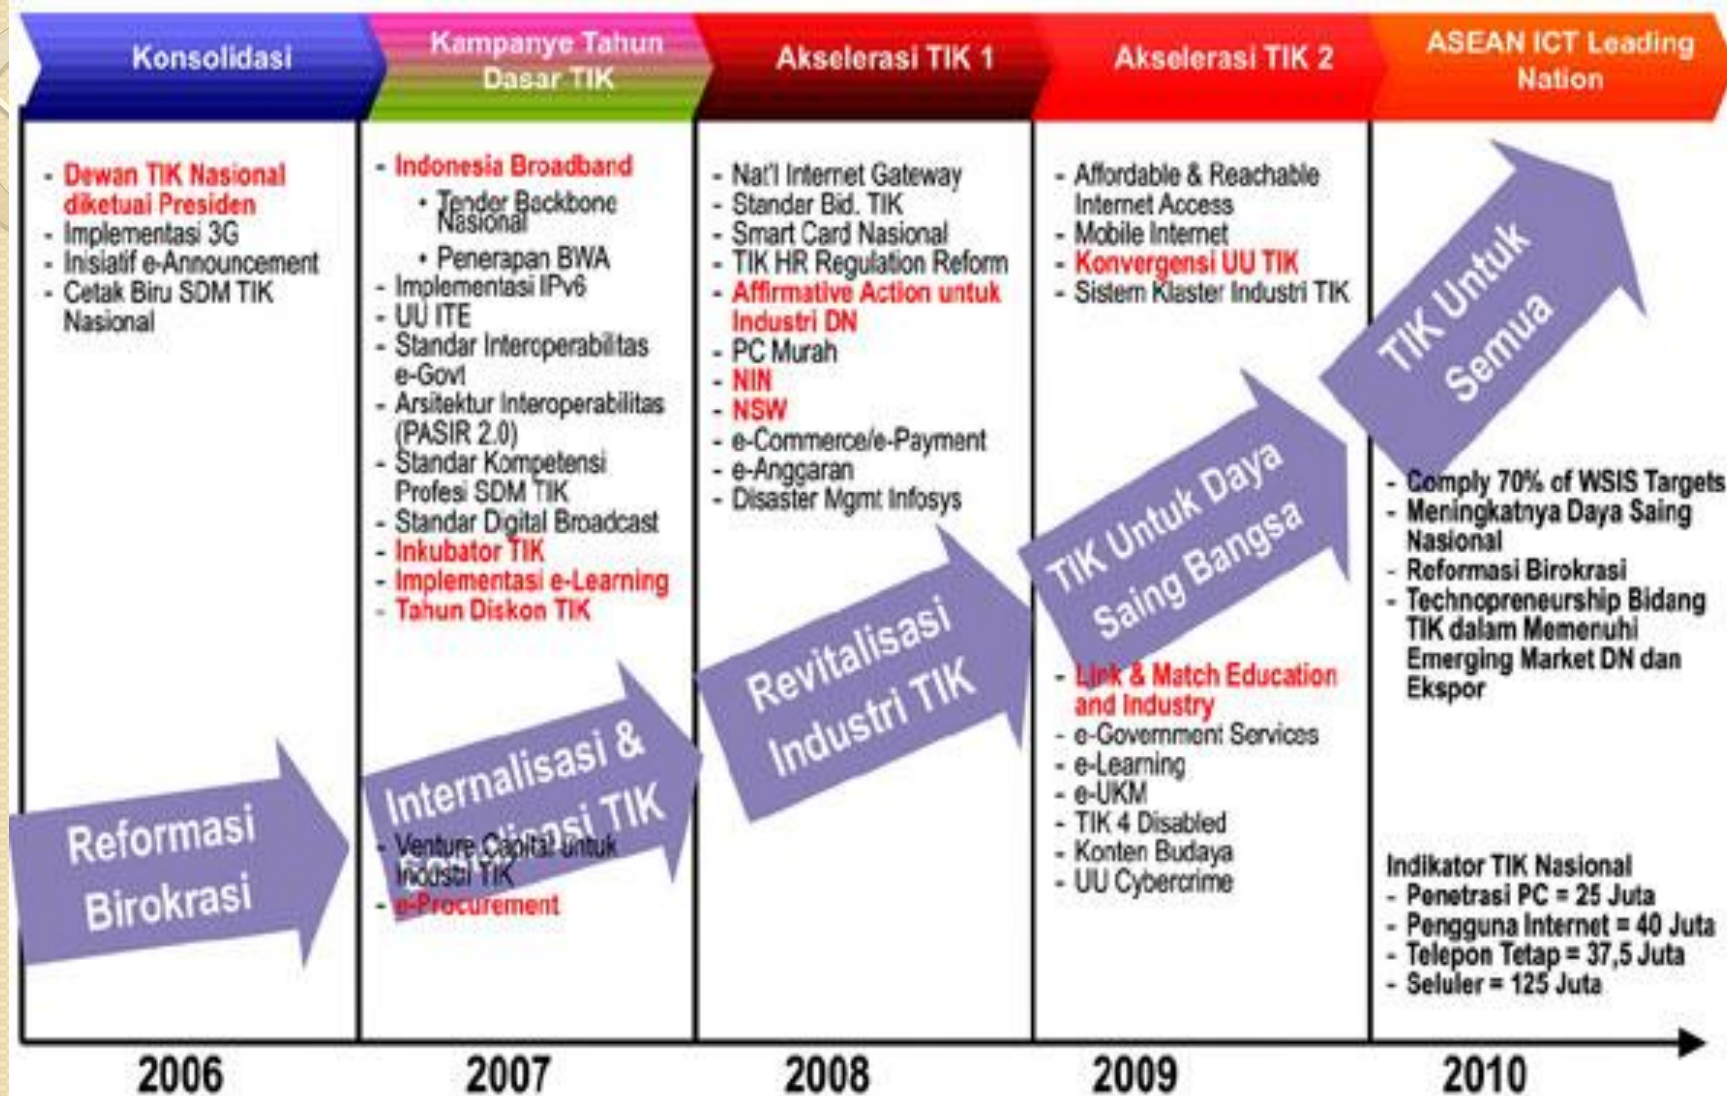 Konsolidasi
Kampanye Tahun
Dasar TIK
Akselerasi TIK 1
Akselerasi TIK 2
ASEAN ICT Leading
Nation
- Dewan TIK Nasional
diketuai Presiden
- Implementasi 3G
- Inisiatif e-Announcement
- Cetak Biru SDM TIK
Nasional
Reformasi
Birokrasi
- Indonesia Broadband
• Tender Backbone
Nasional
• Penerapan BWA
- Implementasi IPv6
- UU ITE
- Standar Interoperabilitas
e-Govt
- Arsitektur Interoperabilitas
(PASIR 2.0)
- Standar Kompetensi
Profesi SDM TIK
- Standar Digital Broadcast
- Inkubator TIK
- Implementasi e-Learning
- Tahun Diskon TIK
Internalisasi &
TIK
- Venture Capital untuk
Industri TIK
- e-Procurement
- Nat'l Internet Gateway
- Stander Bid. TIK
- Smart Card Nasional
- TIK HR Regulation Reform
- Affirmative Action untuk
Industri DN
- PC Murah
- NIN
- NSW
- e-Commerce/e-Payment
- e-Anggaran
- Disaster Mgmt Infosys
Revitalisasi
Industri TIK
- Affordable & Reachable
Internet Access
- Mobile Internet
- Konvergensi UU TIK
- Sistem Klaster Industri TIK
TIK Untuk Daya
Saing Bangsa
- Link & Match Education
and Industry
- e-Government Services
- e-Learning
- e-UKM
- TIK 4 Disabled
- Konten Budaya
- UU Cybercrime
TIK Untuk
Semua
- Comply 70% of WSIS Targets
- Meningkatnya Daya Saing
Nasional
- Reformasi Birokrasi
- Technopreneurship Bidang
TIK dalam Memenuhi
Emerging Market DN dan
Ekspor
Indikator TIK Nasional
- Penetrasi PC = 25 Juta
- Pengguna Internet = 40 Juta
- Telepon Tetap = 37,5 Juta
- Seluler = 125 Juta
2006
2007
2008
2009
2010